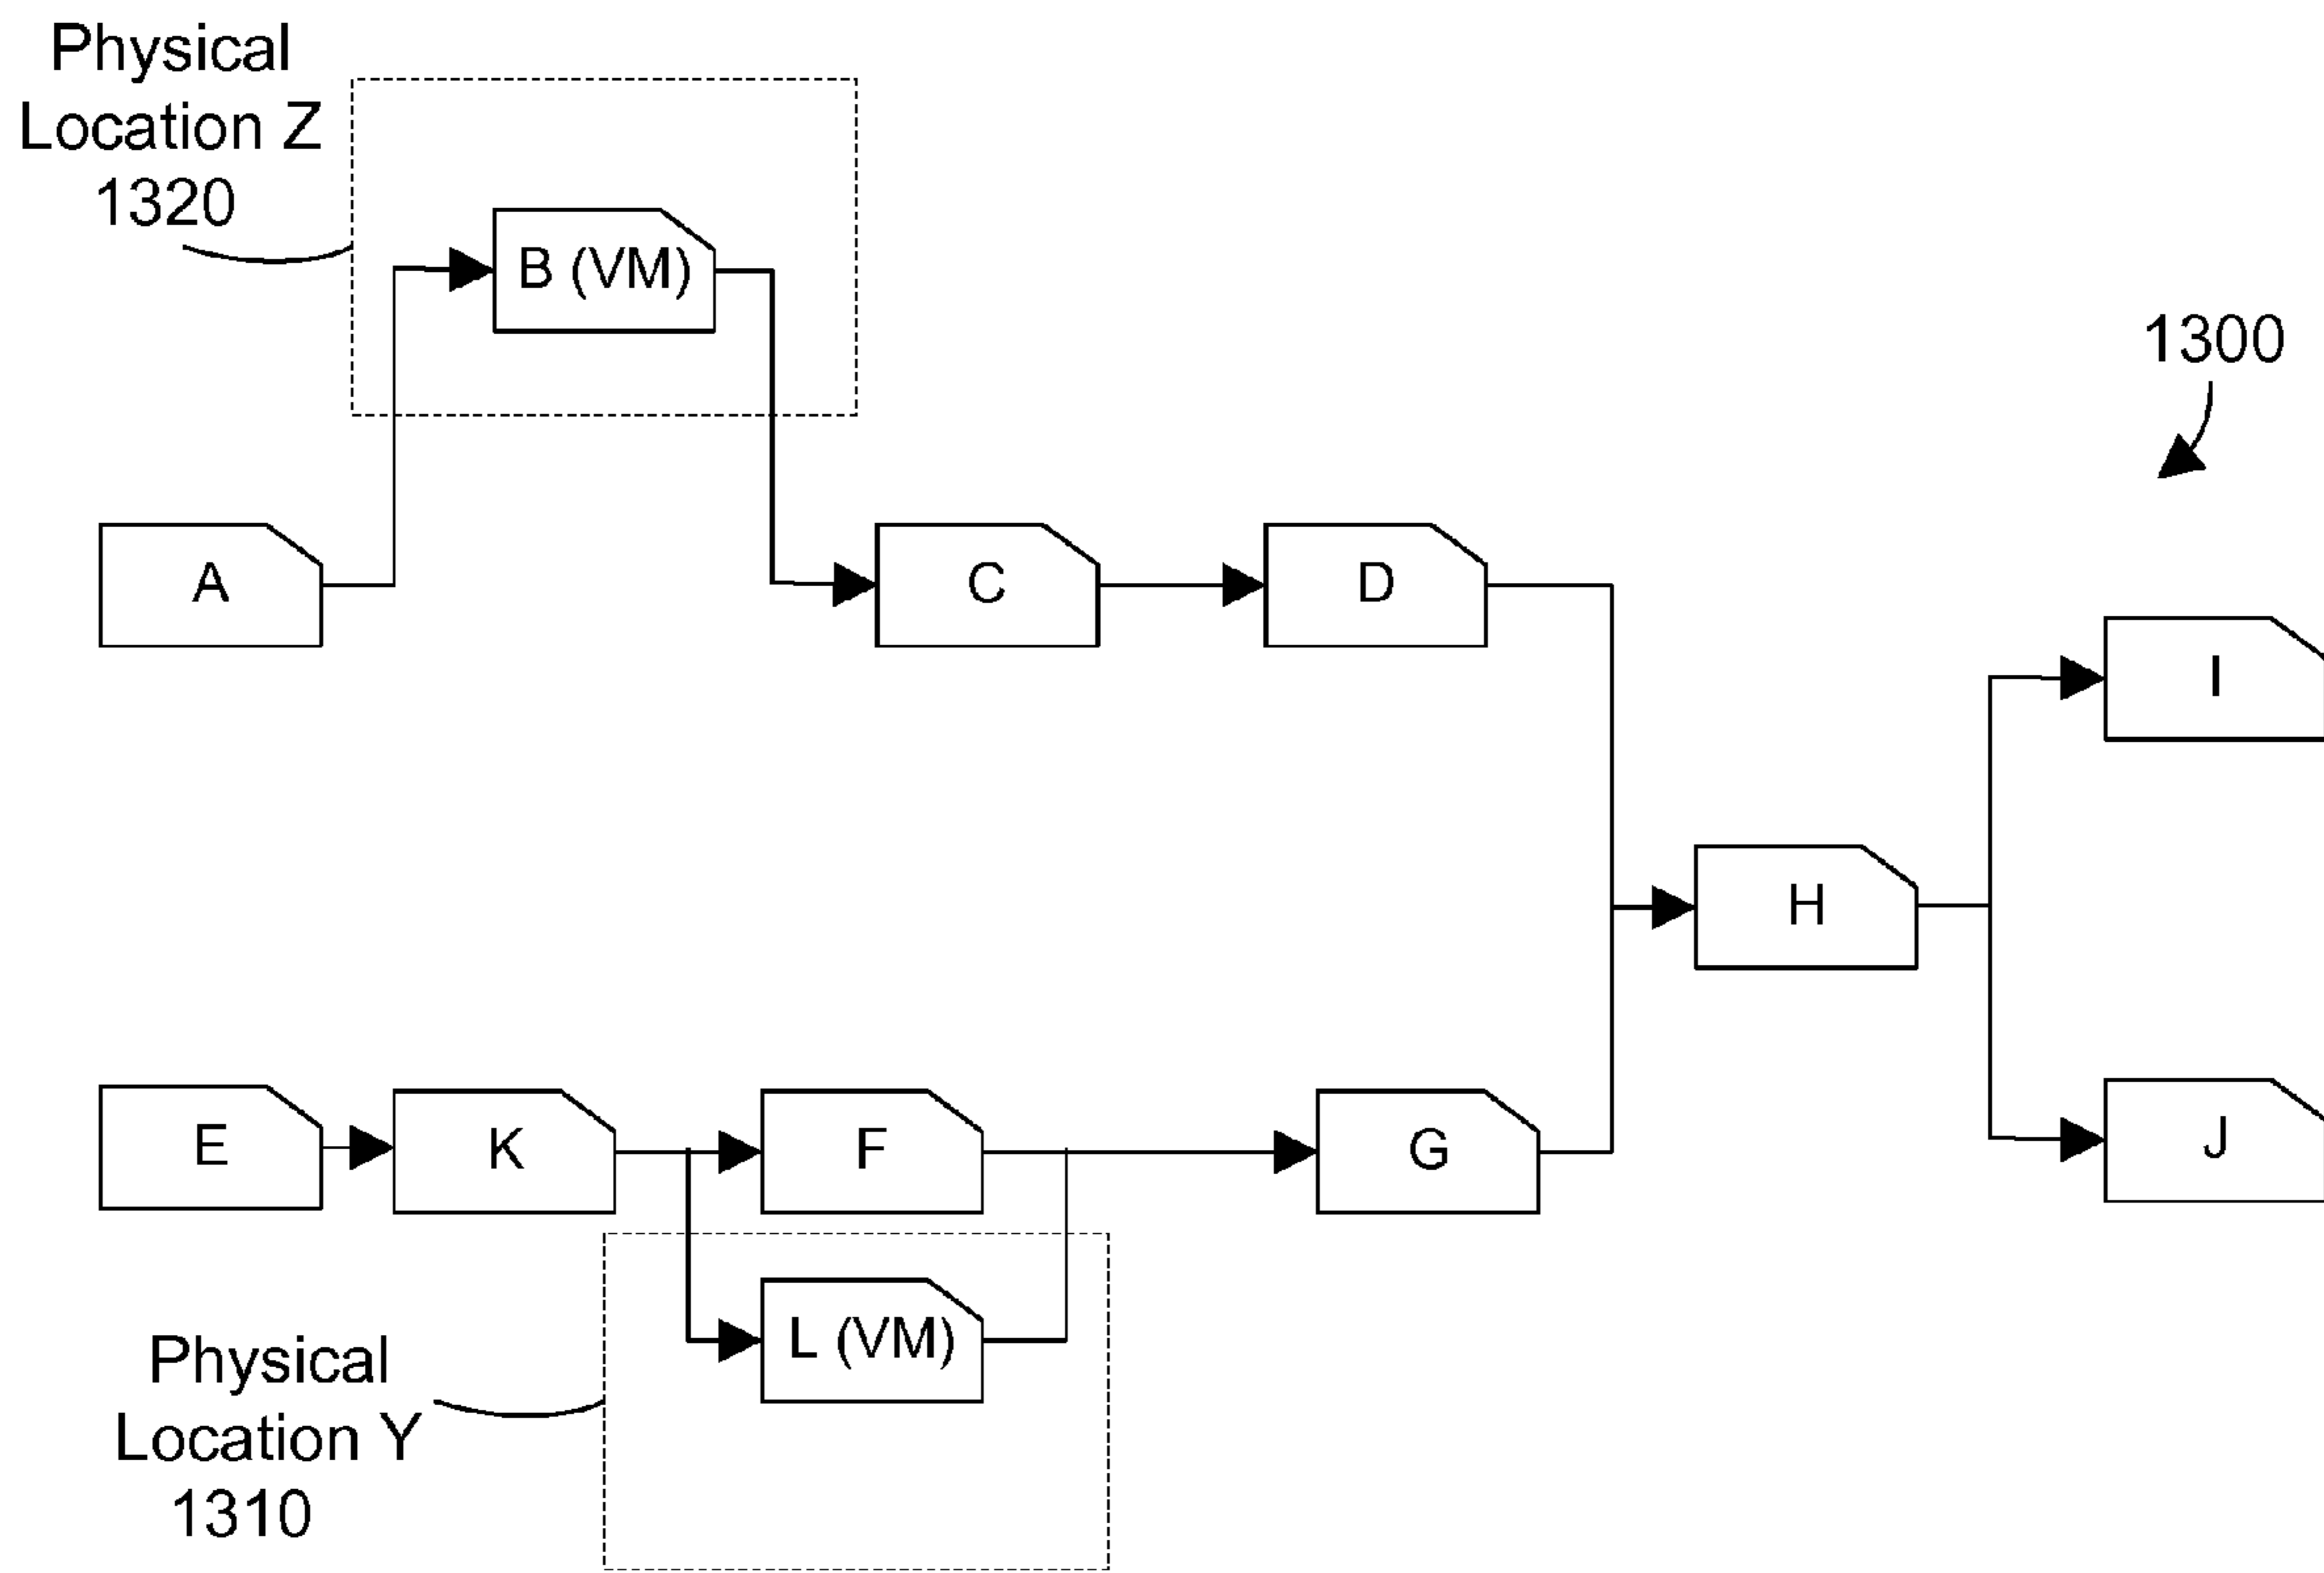 Physical
Location Z
1320
B (VM)
1300
A
C
D
I
H
E
K
F
G
J
L (VM)
Physical
Location Y
1310